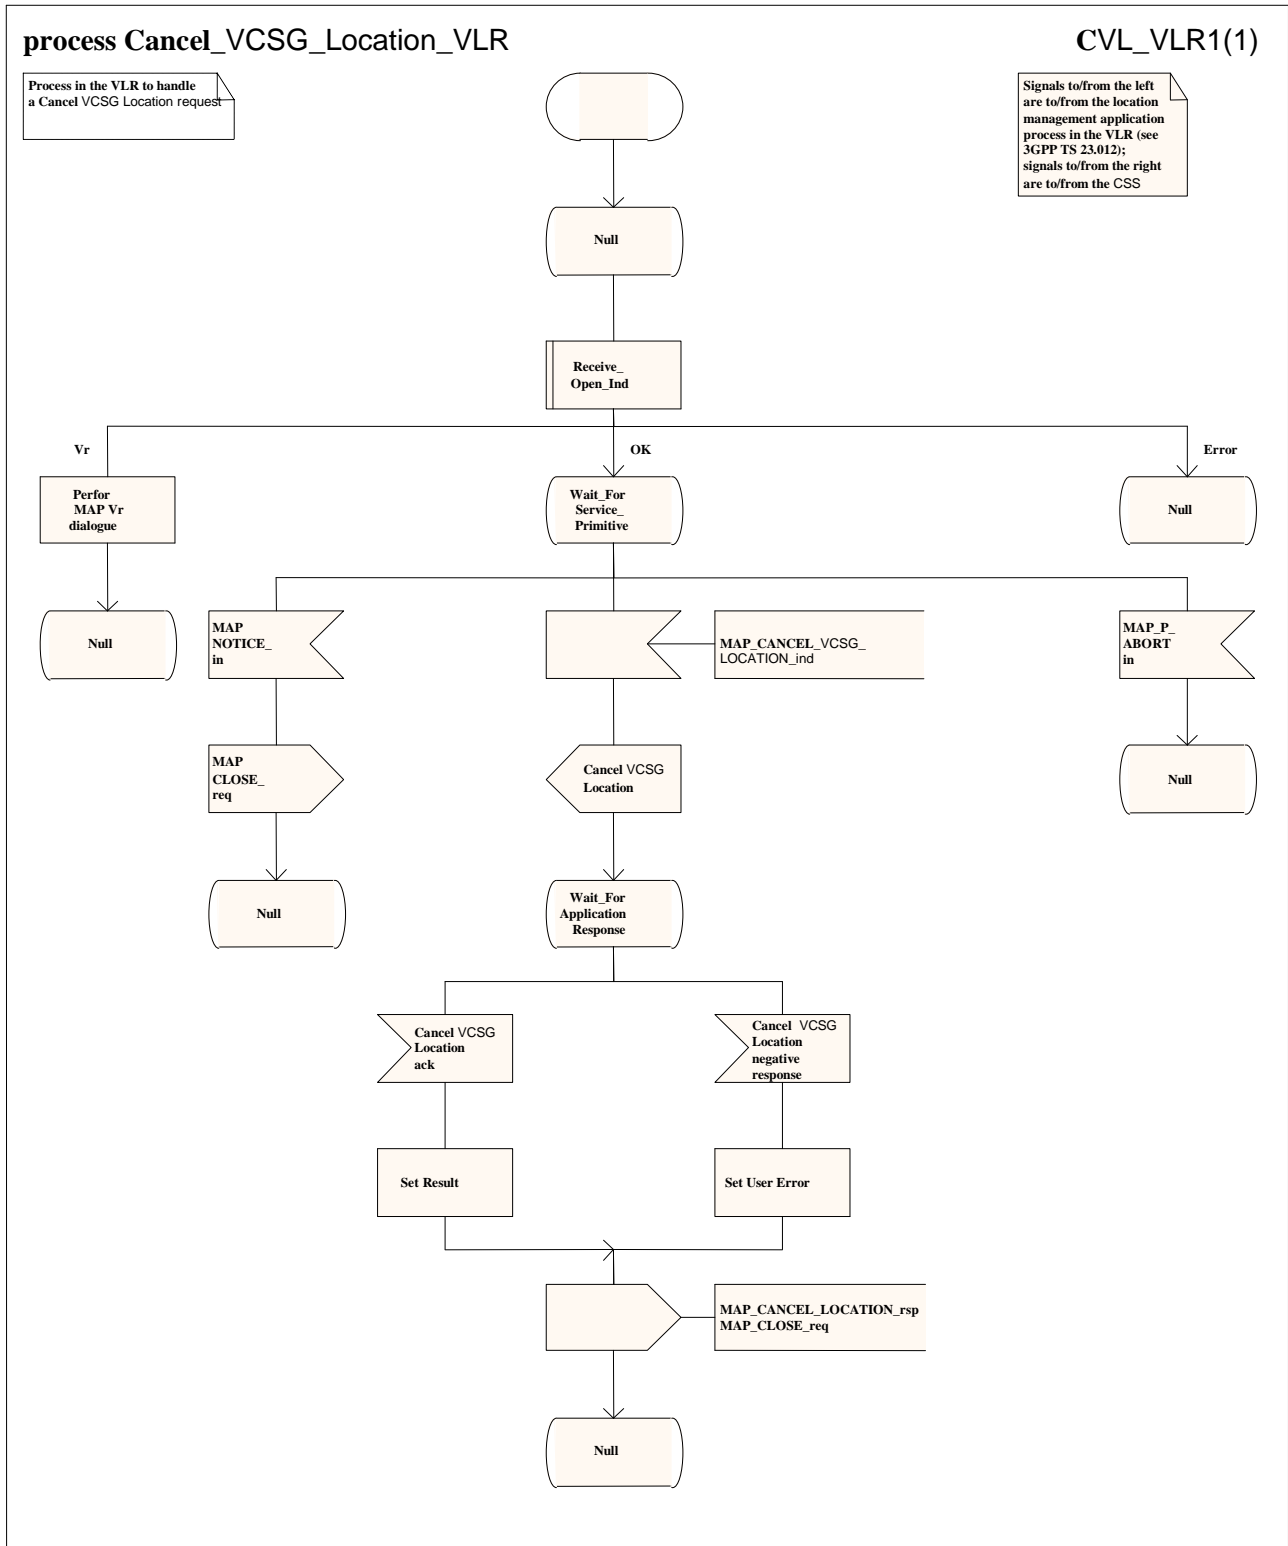 process Cancel_VCSG_Location_VLR
CVL_VLR1(1)
Process in the VLR to handle
a Cancel VCSG Location request
Signals to/from the left
are to/from the location
management application
process in the VLR (see
3GPP TS 23.012);
signals to/from the right
are to/from the CSS
Null
Receive_
Open_Ind
Vr
OK
Error
Perfor
MAP Vr
dialogue
Wait_For
Service_
Primitive
Null
Null
MAP
NOTICE_
in
MAP_CANCEL_VCSG_
LOCATION_ind
MAP_P_
ABORT
in
MAP
CLOSE_
req
Cancel VCSG
Location
Null
Null
Wait_For
Application
Response
Cancel VCSG
Location
ack
Cancel VCSG
Location
negative
response
Set Result
Set User Error
MAP_CANCEL_LOCATION_rsp
MAP_CLOSE_req
Null